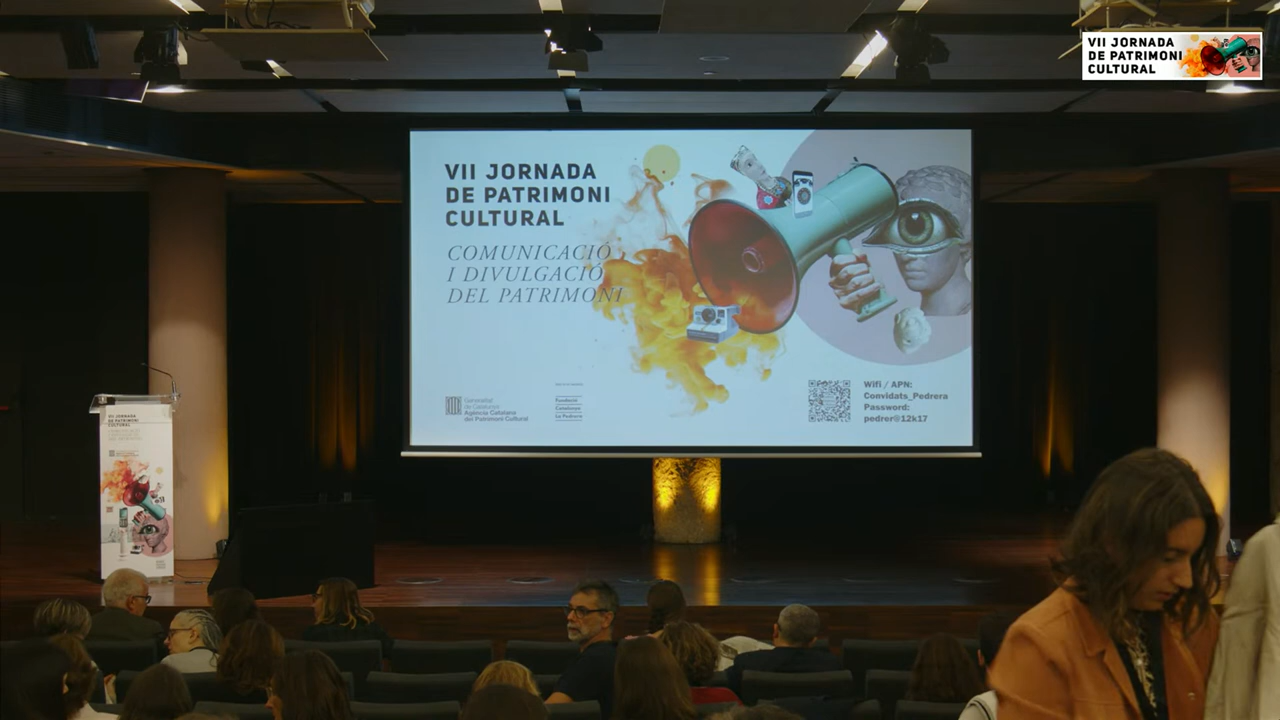 VII JORNADA
DE PATRIMONI
CULTURAL
VII JORNADA
DE PATRIMONI
CULTURAL
COMUNICACIÓ
I DIVULGACIÓ
DEL PATRIMONI
Generalitat
de Catalunya
Agència Catalana
del Patrimoni Cultural
Fundació
Catalunya
La Pedrera
Wifi / APN:
Convidats_Pedrera
Password:
pedrer@12k17
VII JORNADA
DE PATRIMONI
CULTURAL